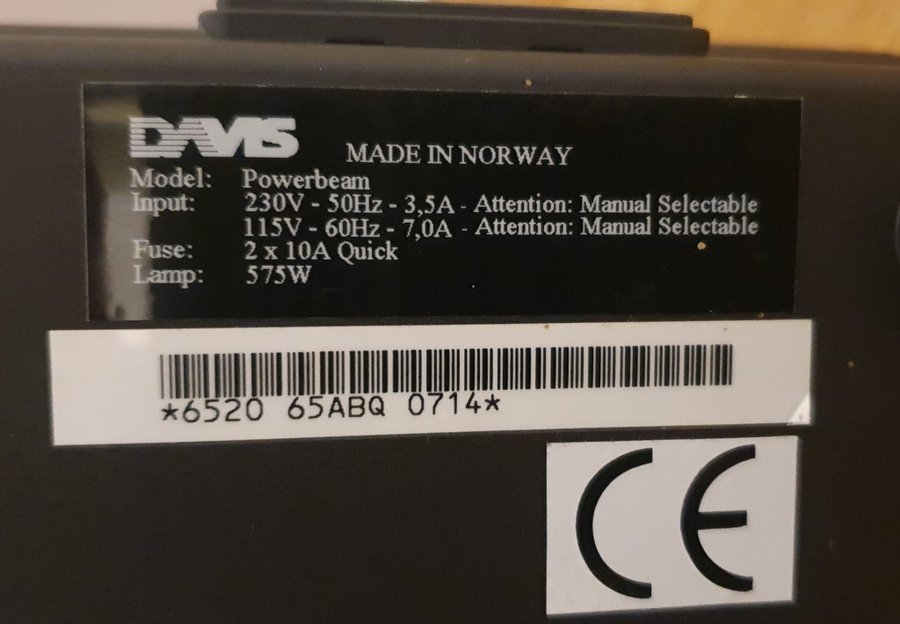 DAVIS
MADE IN NORWAY
Model: Powerbeam
Input: 230V - 50Hz - 3,5A - Attention: Manual Selectable
115V - 60Hz - 7,0A - Attention: Manual Selectable
Fuse: 2 x 10A Quick
Lamp: 575W
*6520 65ABQ 0714*
CE